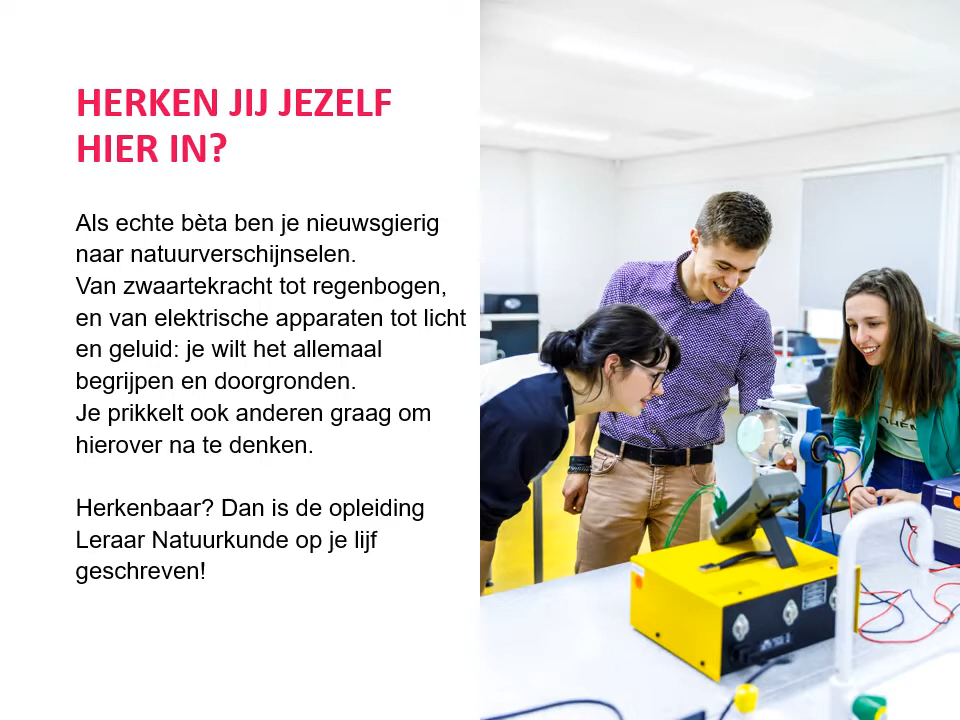 HERKEN JIJ JEZELF
HIER IN?
Als echte bèta ben je nieuwsgierig
naar natuurverschijnselen.
Van zwaartekracht tot regenbogen,
en van elektrische apparaten tot licht
en geluid: je wilt het allemaal
begrijpen en doorgronden.
Je prikkelt ook anderen graag om
hierover na te denken.
Herkenbaar? Dan is de opleiding
Leraar Natuurkunde op je lijf
geschreven!